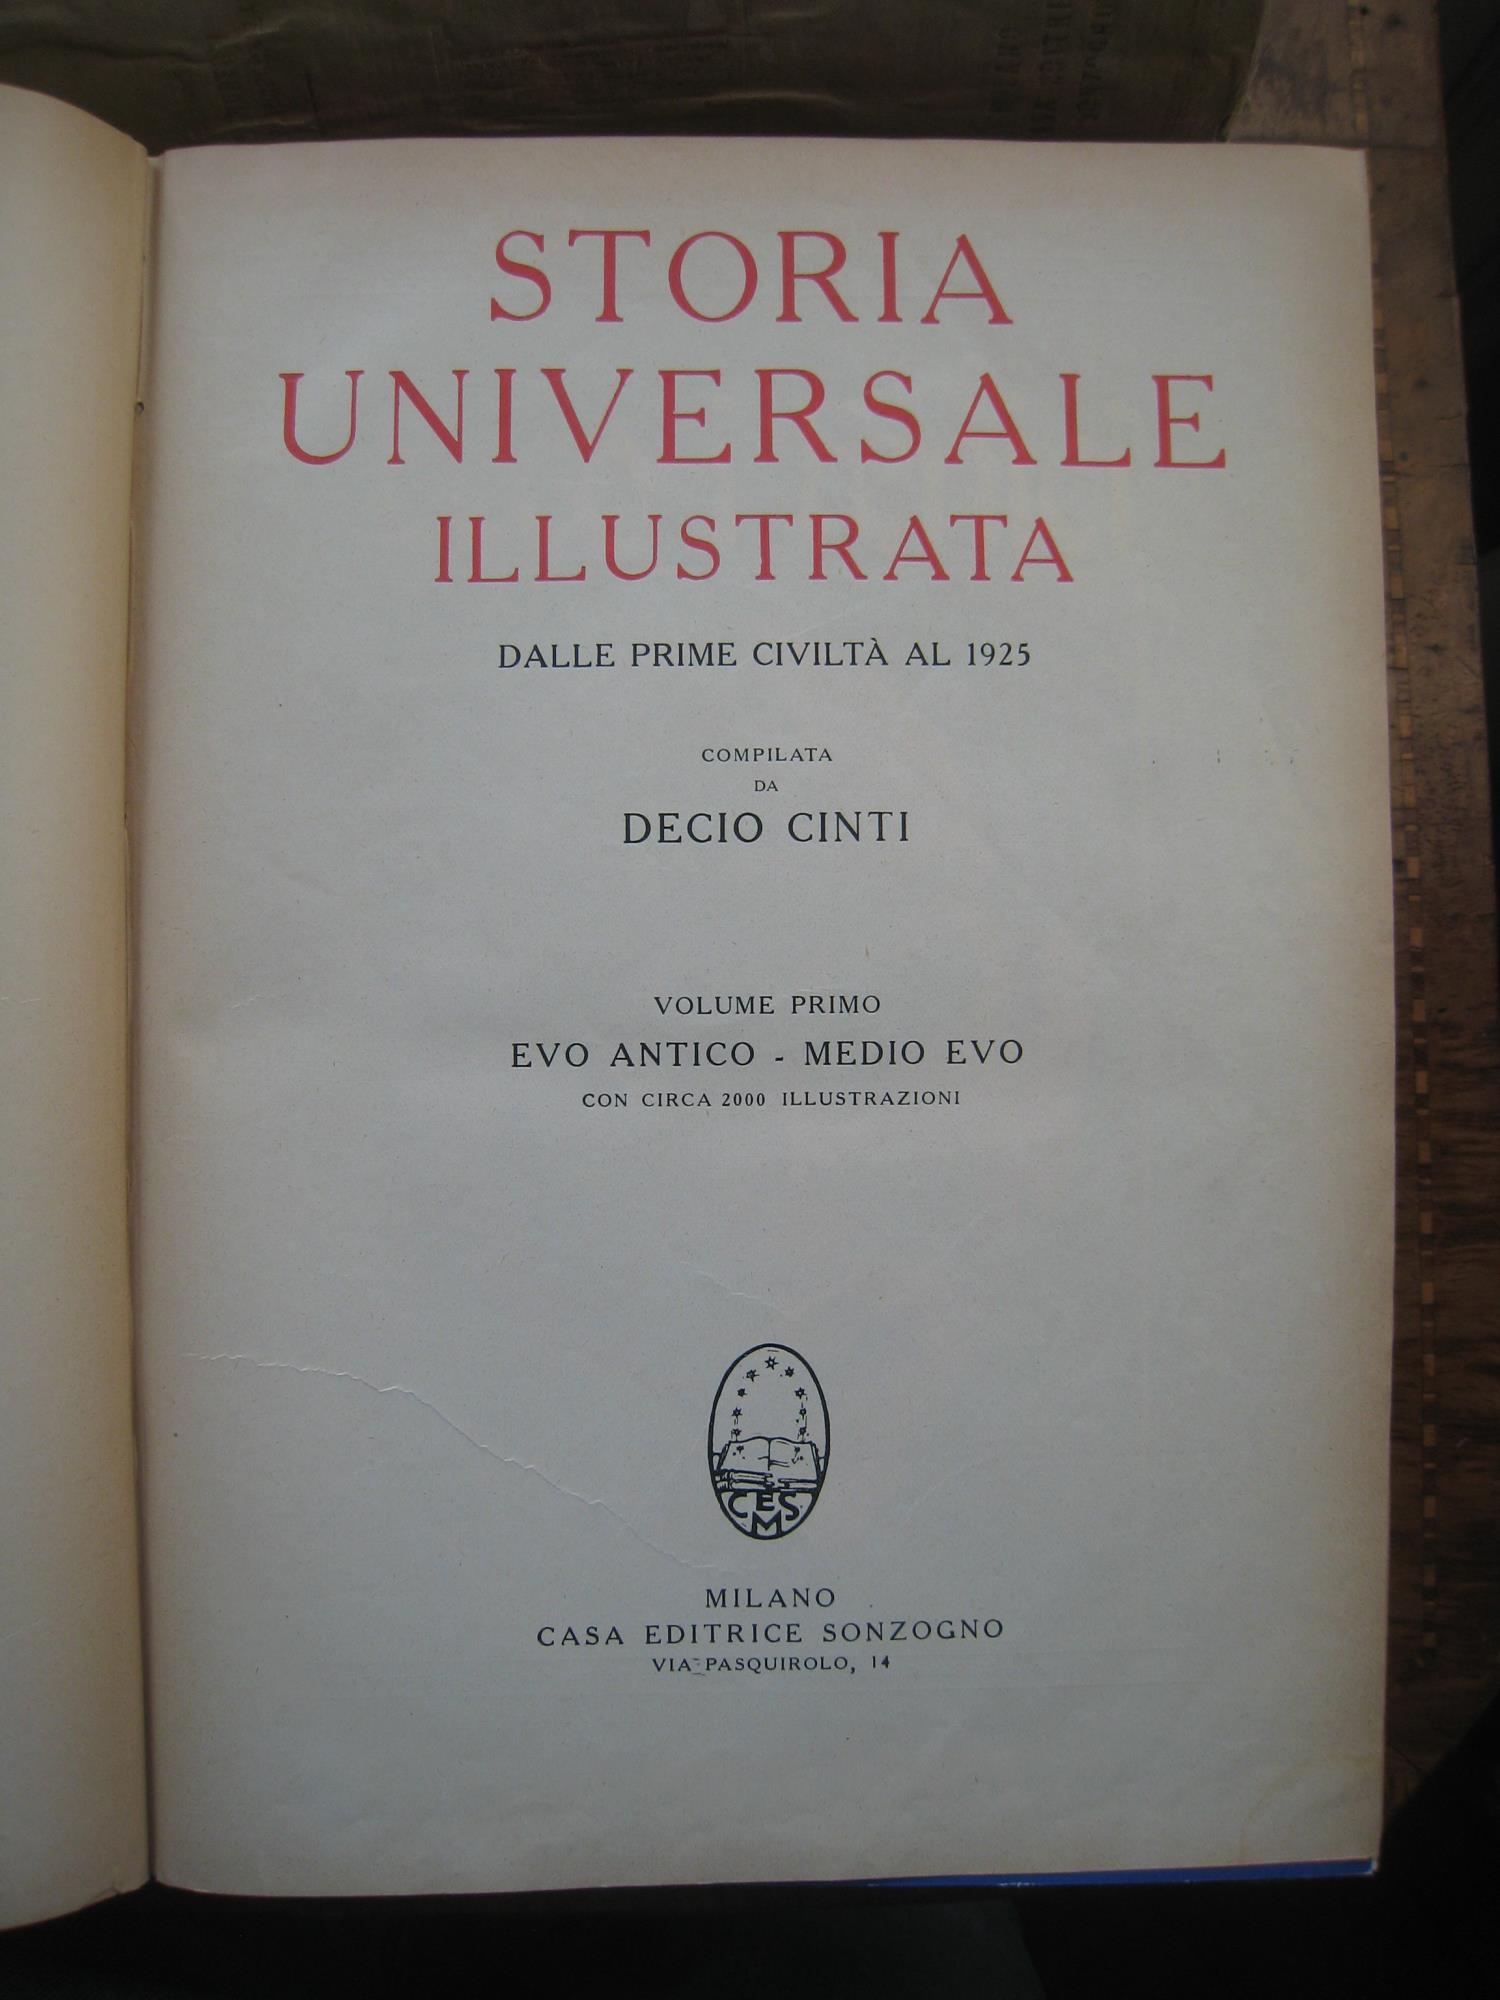 STORIA
UNIVERSALE
ILLUSTRATA
DALLE PRIME CIVILTÀ AL 1925
COMPILATA
DA
DECIO CINTI
VOLUME PRIMO
EVO ANTICO - MEDIO EVO
CON CIRCA 2000 ILLUSTRAZIONI
CES
M
MILANO
CASA EDITRICE SONZOGNO
VIA PASQUIROLO, 14